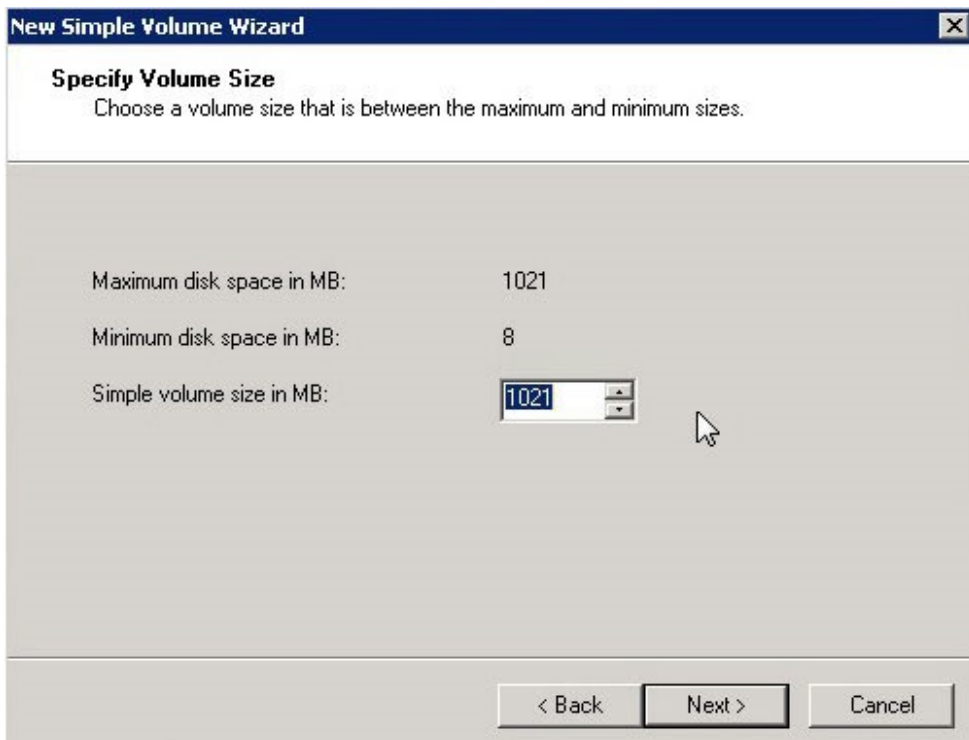 New Simple Volume Wizard
Specify Volume Size
Choose a volume size that is between the maximum and minimum sizes.
Maximum disk space in MB: 1021
Minimum disk space in MB: 8
Simple volume size in MB: 1021
< Back Next > Cancel